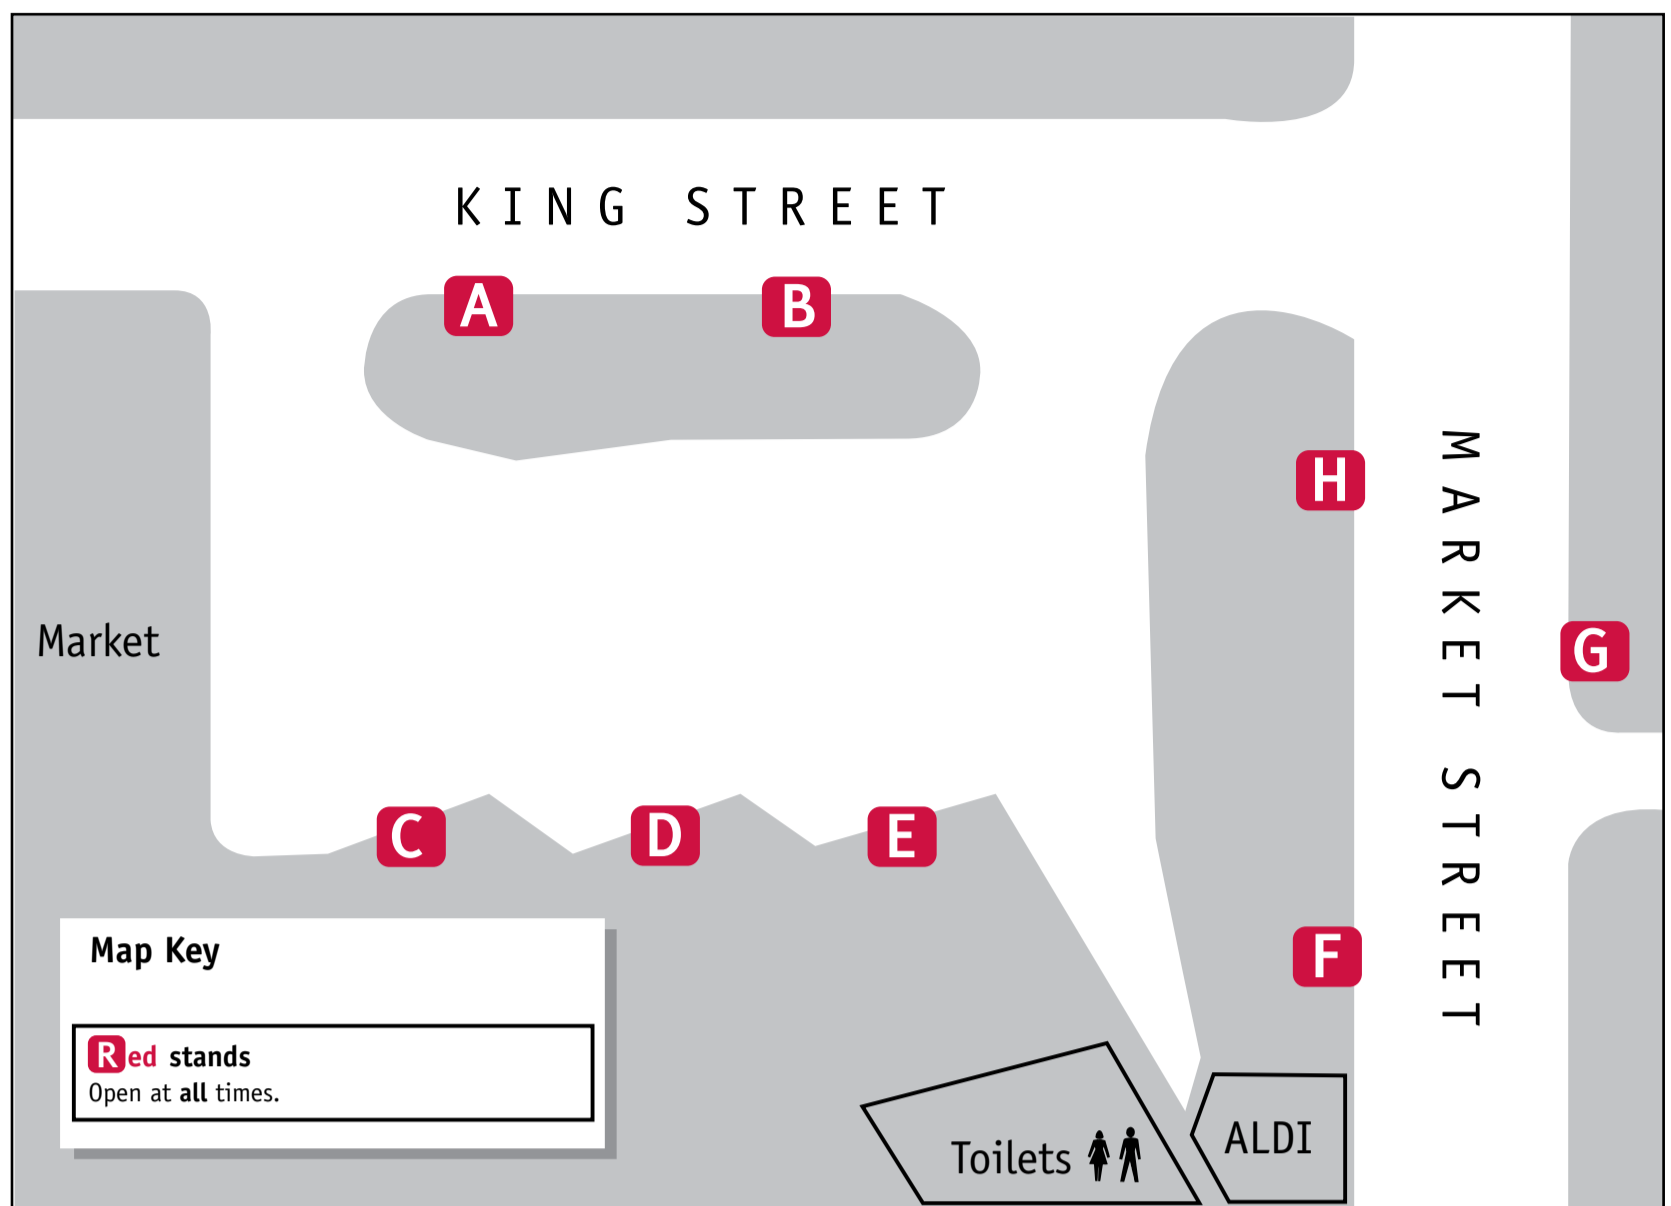 KING STREET
A
B
H
MARKET STREET
Market
G
C
D
E
F
Map Key
Red stands
Open at all times.
Toilets
ALDI